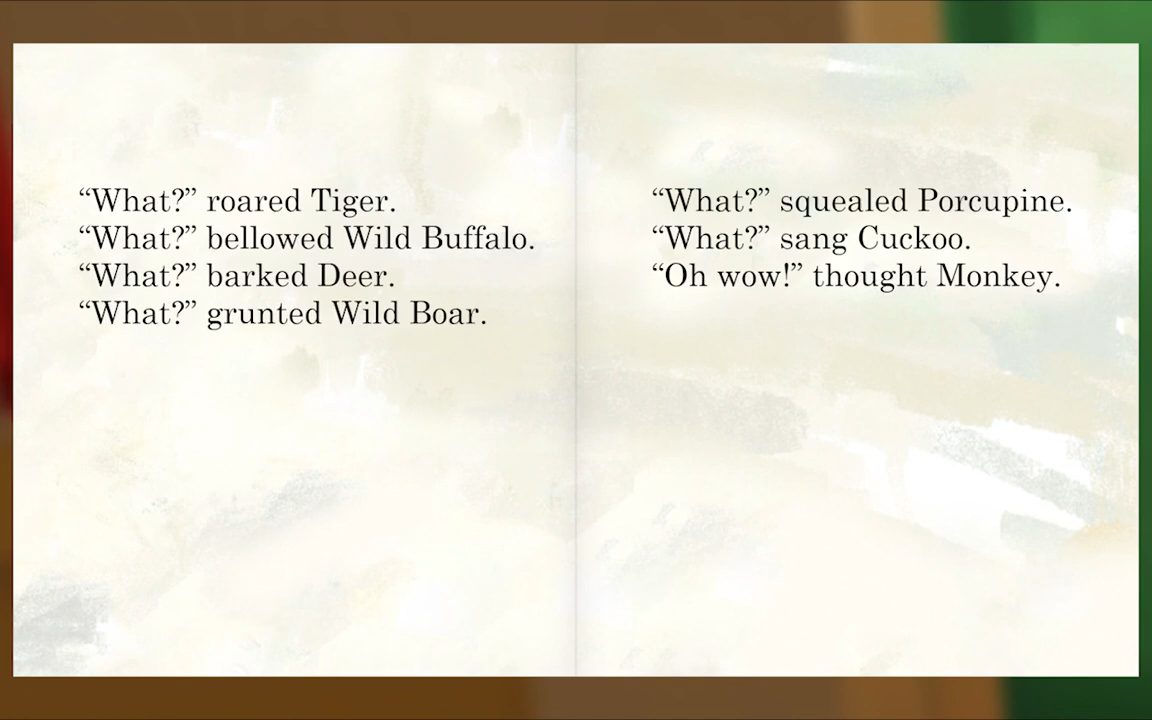 “What?” roared Tiger.
“What?” bellowed Wild Buffalo.
“What?” barked Deer.
“What?” grunted Wild Boar.
“What?” squealed Porcupine.
“What?” sang Cuckoo.
“Oh wow!” thought Monkey.